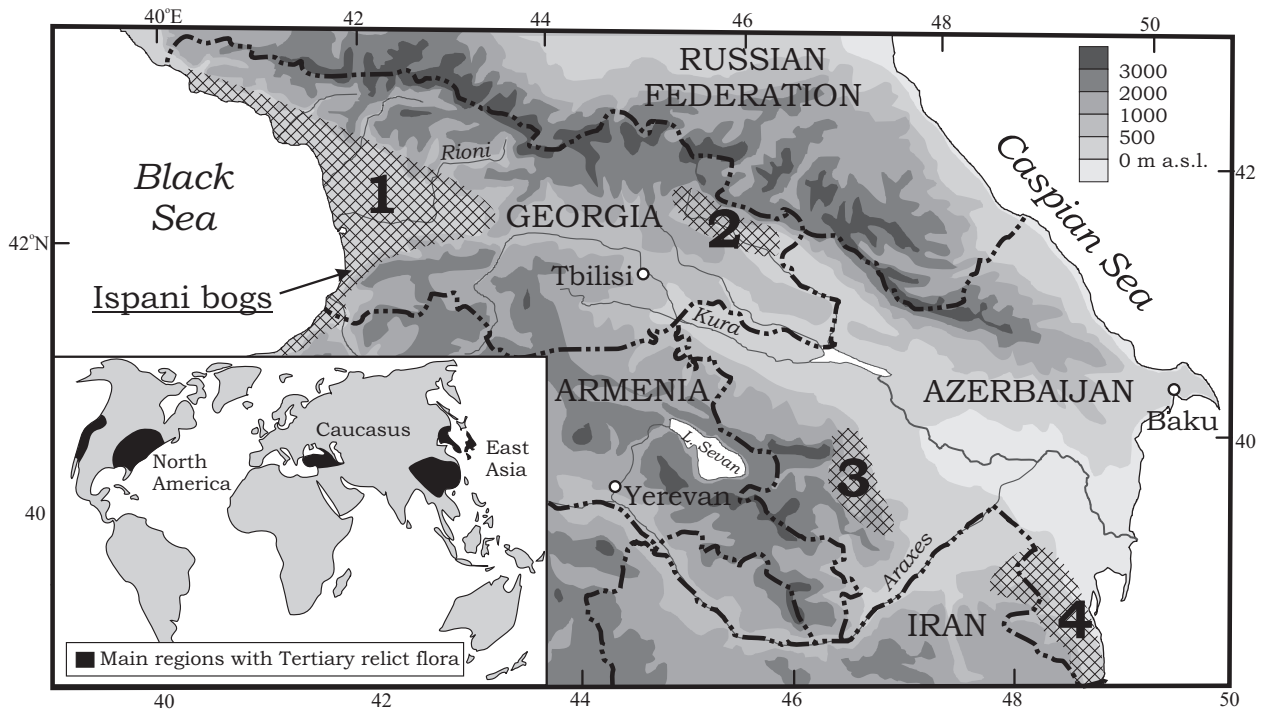 40°E
42
44
46
48
50
RUSSIAN
FEDERATION
3000
2000
1000
500
0 m a.s.l.
Caspian Sea
42
Black
Sea
Rioni
1
GEORGIA
2
42°N
Tbilisi
Ispani bogs
Kura
ARMENIA
AZERBAIJAN
Baku
L. Sevan
40
3
Yerevan
Caucasus
North
America
East
Asia
40
Araxes
IRAN
4
Main regions with Tertiary relict flora
40
42
44
46
48
50